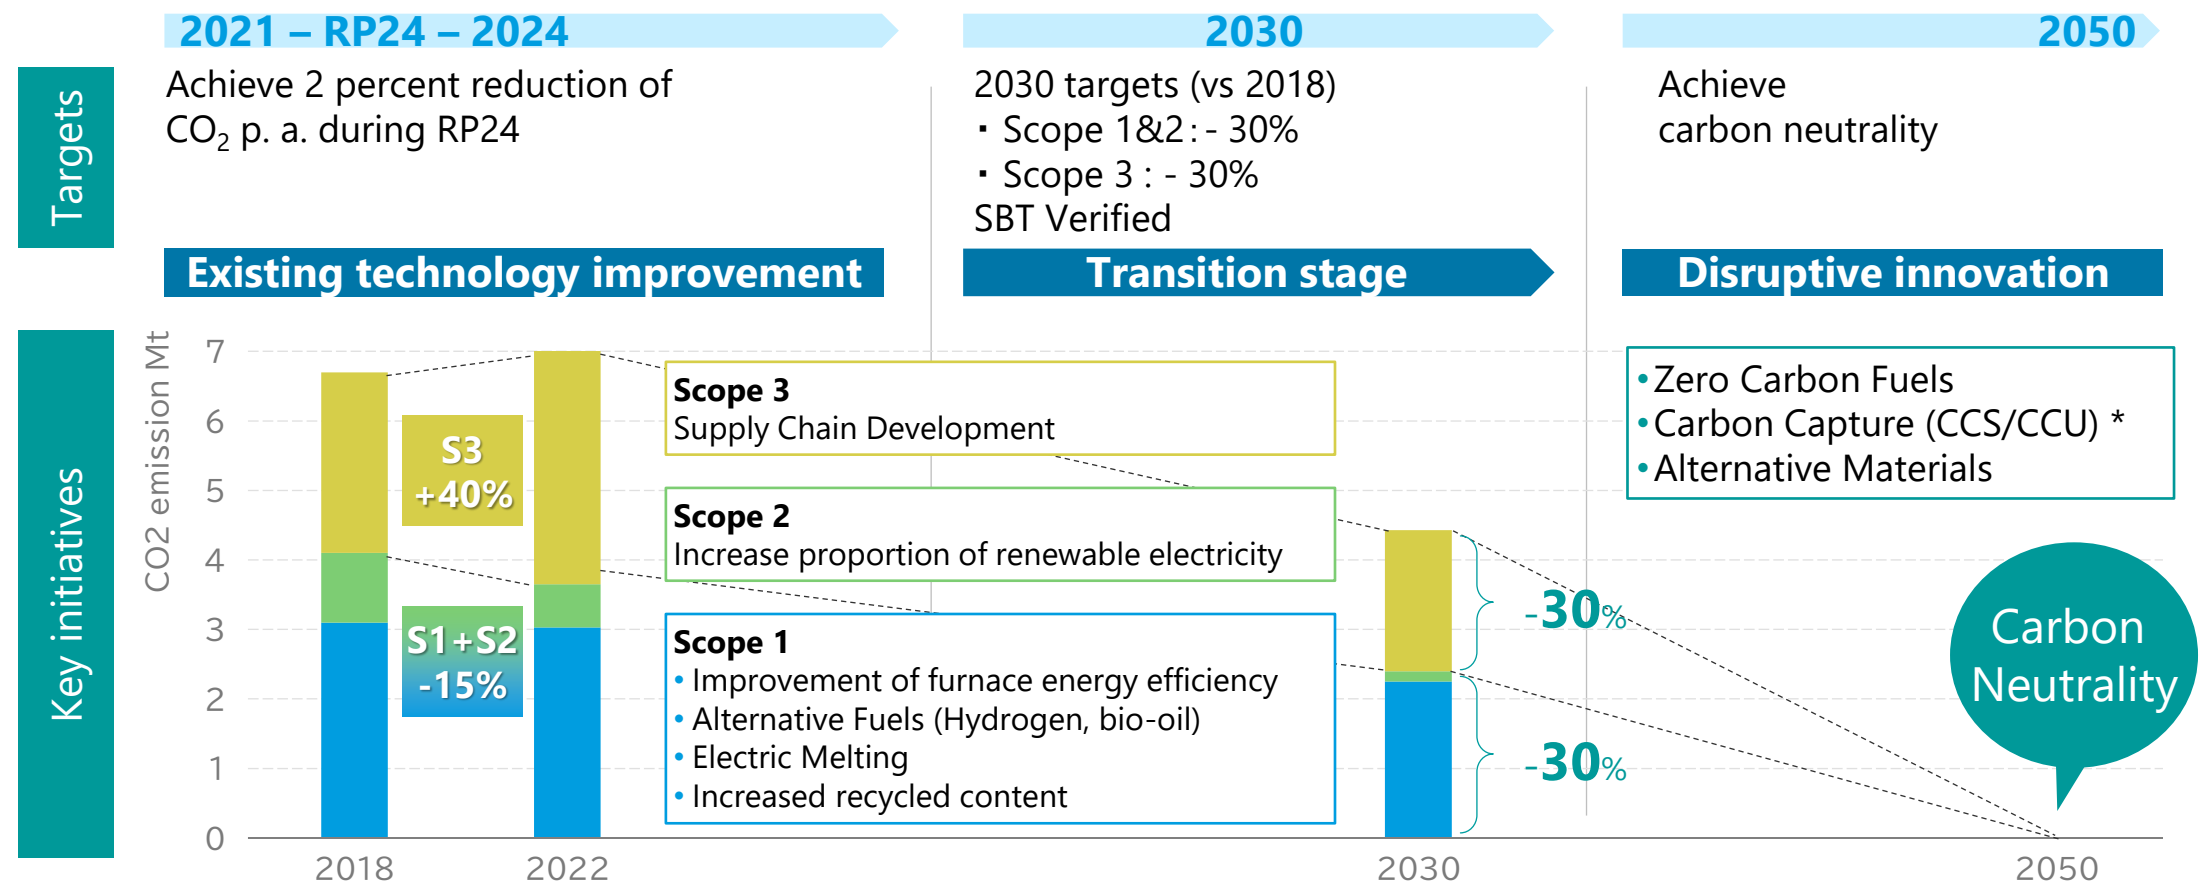 2021 – RP24 – 2024
2030
2050
Targets
Achieve 2 percent reduction of
CO₂ p. a. during RP24
2030 targets (vs 2018)
・Scope 1&2 : - 30%
・Scope 3 : - 30%
SBT Verified
Achieve
carbon neutrality
Existing technology improvement
Transition stage
Disruptive innovation
Key initiatives
CO2 emission Mt
7
6
5
4
3
2
1
0
S3
+40%
S1+S2
-15%
Scope 3
Supply Chain Development
Scope 2
Increase proportion of renewable electricity
Scope 1
• Improvement of furnace energy efficiency
• Alternative Fuels (Hydrogen, bio-oil)
• Electric Melting
• Increased recycled content
-30%
-30%
• Zero Carbon Fuels
• Carbon Capture (CCS/CCU) *
• Alternative Materials
Carbon
Neutrality
2018
2022
2030
2050